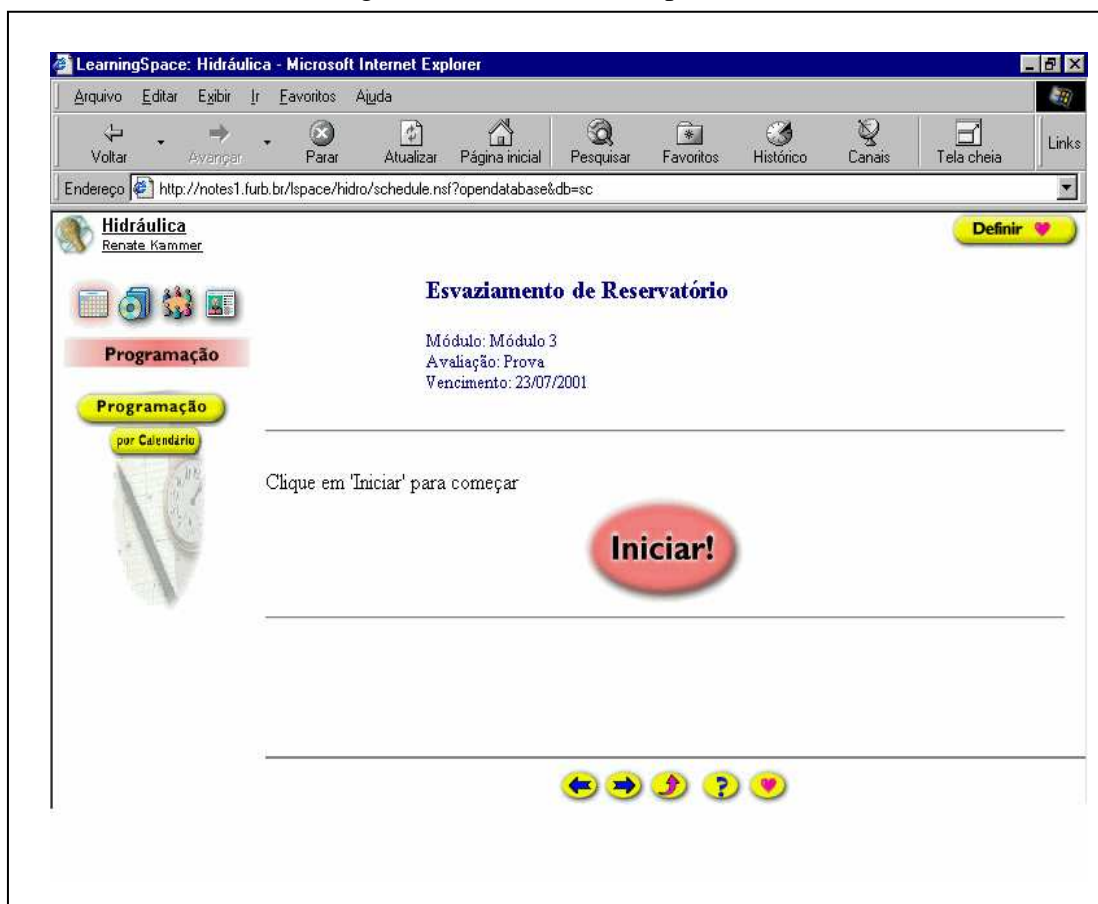 LearningSpace: Hidráulica - Microsoft Internet Explorer
Arquivo Editar Exibir Ir Favoritos Ajuda
Voltar Avançar Parar Atualizar Página inicial Pesquisar Favoritos Histórico Canais Tela cheia Links
Endereço http://notes1.furb.br/lspace/hidro/schedule.nsf?opendatabase&db=sc
Hidráulica
Renate Kammer
Definir
Esvaziamento de Reservatório
Módulo: Módulo 3
Avaliação: Prova
Vencimento: 23/07/2001
Programação
Programação
por Calendário
Clique em 'Iniciar' para começar
Iniciar!